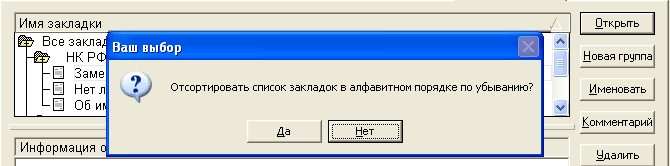 Имя закладки
Открыть
Все заклад
Ваш выбор
НК РФ
Новая группа
Заме
Отсортировать список закладок в алфавитном порядке по убыванию?
Нет л
Именовать
Об им
Да
Нет
Комментарий
Информация о
Удалить